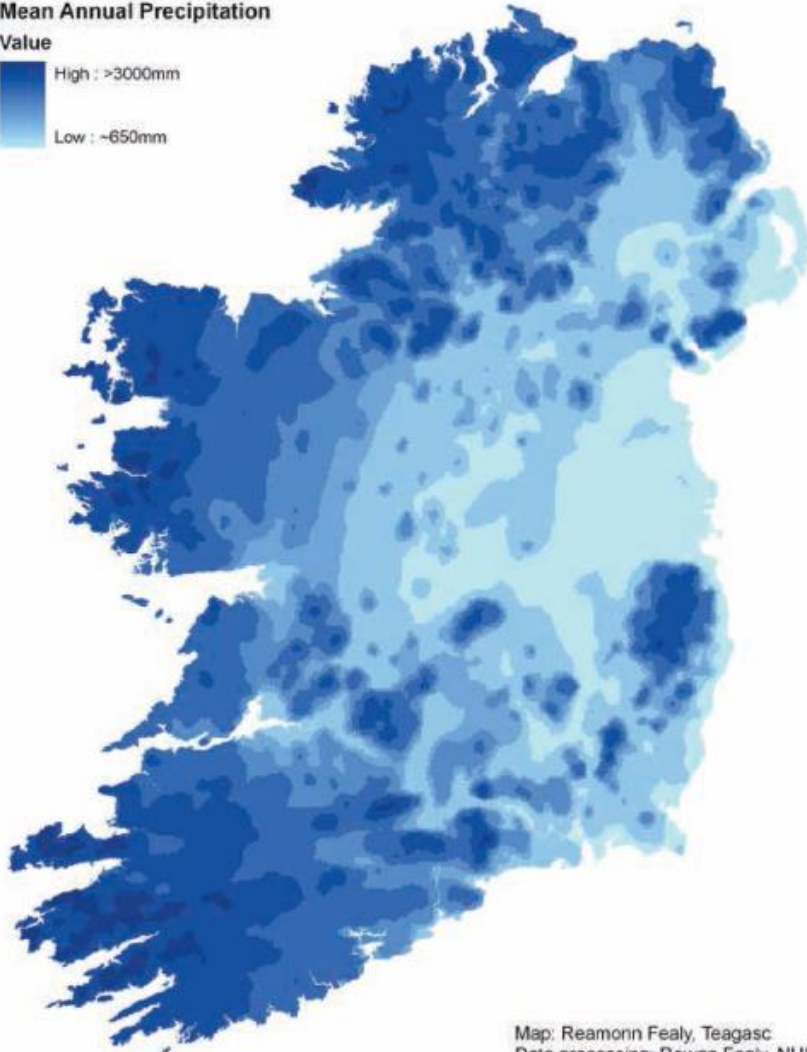 Mean Annual Precipitation
Value
High : >3000mm
Low : ~650mm
Map: Reamonn Fealy, Teagasc